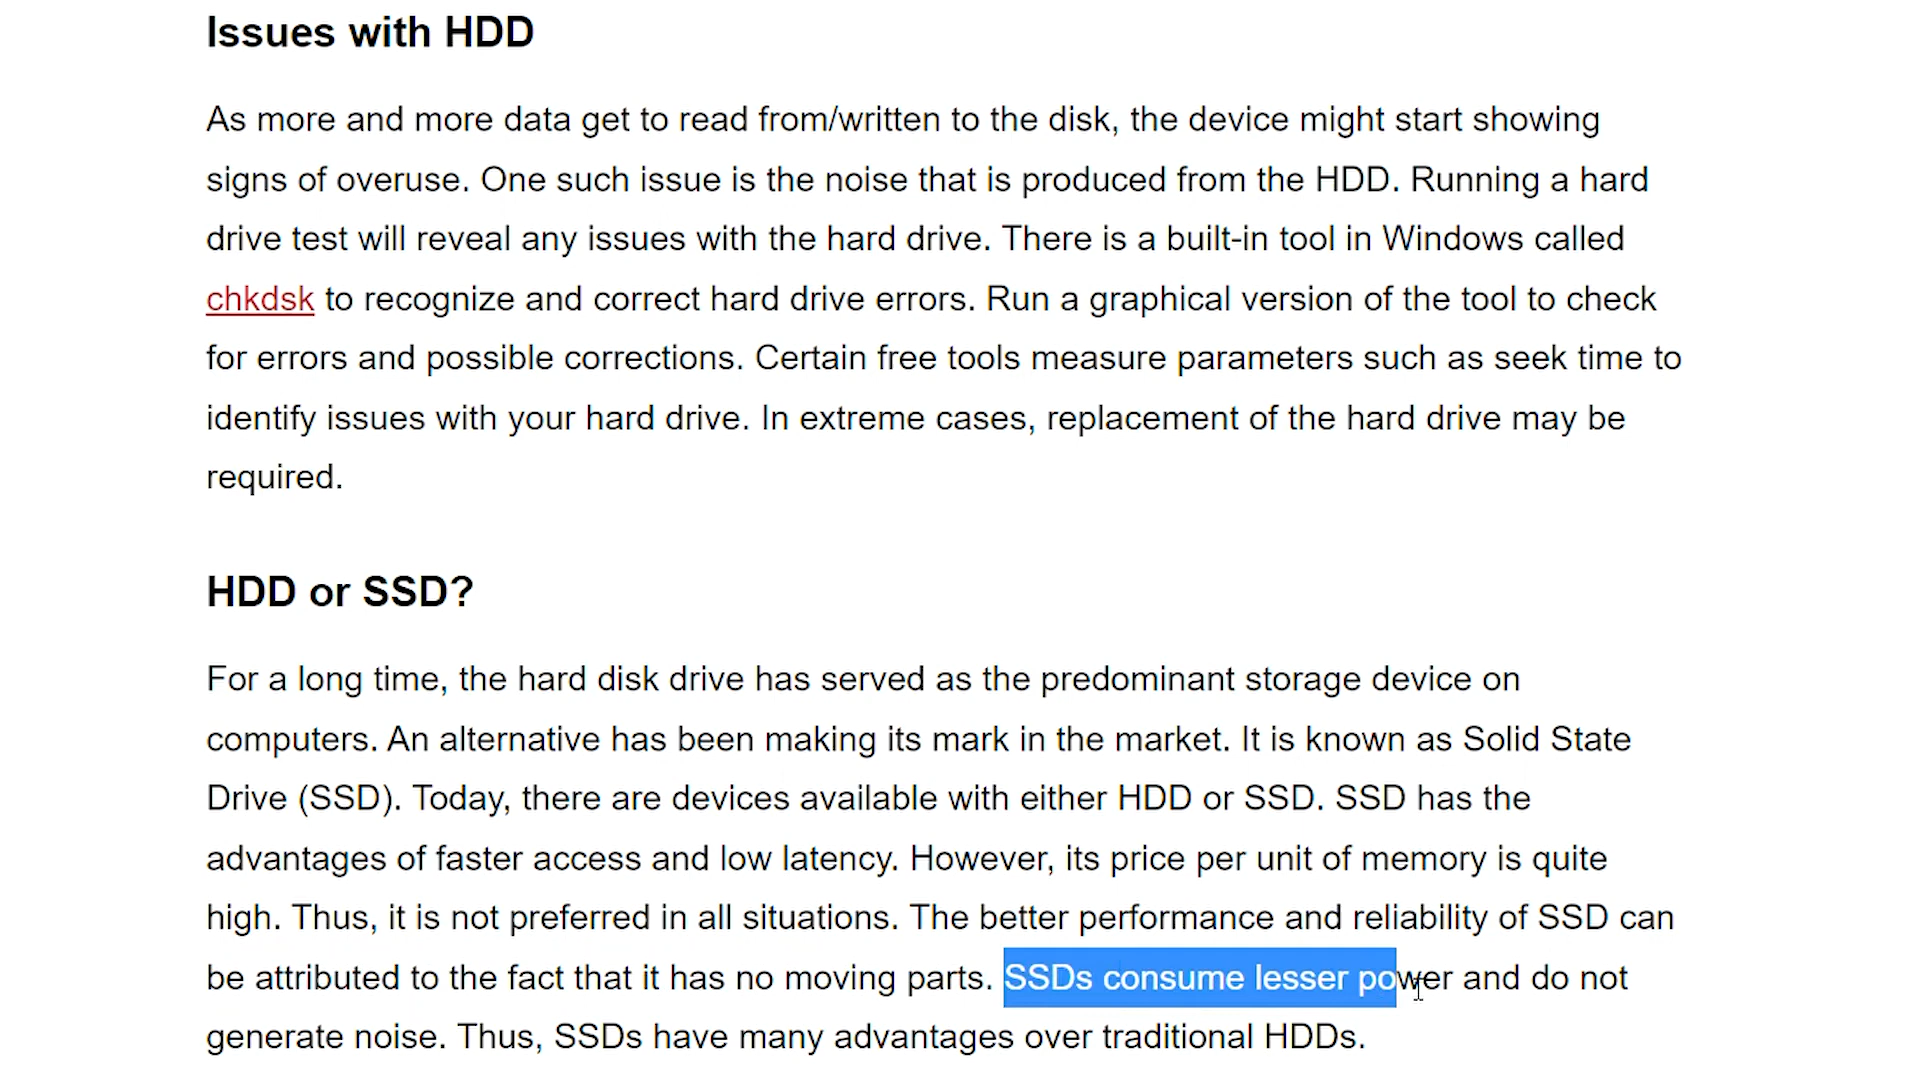 Issues with HDD
As more and more data get to read from/written to the disk, the device might start showing
signs of overuse. One such issue is the noise that is produced from the HDD. Running a hard
drive test will reveal any issues with the hard drive. There is a built-in tool in Windows called
chkdsk to recognize and correct hard drive errors. Run a graphical version of the tool to check
for errors and possible corrections. Certain free tools measure parameters such as seek time to
identify issues with your hard drive. In extreme cases, replacement of the hard drive may be
required.
HDD or SSD?
For a long time, the hard disk drive has served as the predominant storage device on
computers. An alternative has been making its mark in the market. It is known as Solid State
Drive (SSD). Today, there are devices available with either HDD or SSD. SSD has the
advantages of faster access and low latency. However, its price per unit of memory is quite
high. Thus, it is not preferred in all situations. The better performance and reliability of SSD can
be attributed to the fact that it has no moving parts. SSDs consume lesser power and do not
generate noise. Thus, SSDs have many advantages over traditional HDDs.